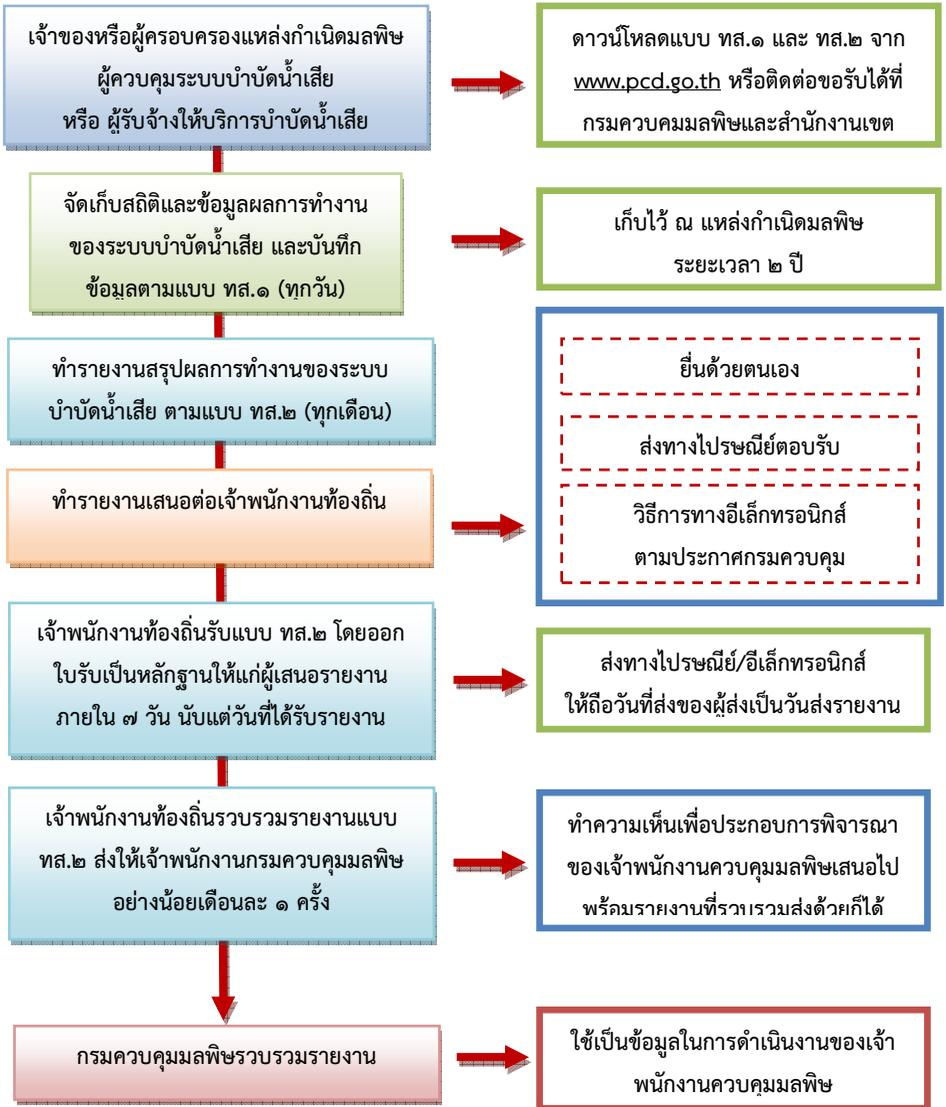 เจ้าของหรือผู้ครอบครองแหล่งกำเนิดมลพิษ
ผู้ควบคุมระบบบำบัดน้ำเสีย
หรือ ผู้รับจ้างให้บริการบำบัดน้ำเสีย
ดาวน์โหลดแบบ ทส.๑ และ ทส.๒ จาก
www.pcd.go.th หรือติดต่อขอรับได้ที่
กรมควบคุมมลพิษและสำนักงานเขต
จัดเก็บสถิติและข้อมูลผลการทำงาน
ของระบบบำบัดน้ำเสีย และบันทึก
ข้อมูลตามแบบ ทส.๑ (ทุกวัน)
เก็บไว้ ณ แหล่งกำเนิดมลพิษ
ระยะเวลา ๒ ปี
ทำรายงานสรุปผลการทำงานของระบบ
บำบัดน้ำเสีย ตามแบบ ทส.๒ (ทุกเดือน)
ทำรายงานเสนอต่อเจ้าพนักงานท้องถิ่น
ยื่นด้วยตนเอง
ส่งทางไปรษณีย์ตอบรับ
วิธีการทางอีเล็กทรอนิกส์
ตามประกาศกรมควบคุม
เจ้าพนักงานท้องถิ่นรับแบบ ทส.๒ โดยออก
ใบรับเป็นหลักฐานให้แก่ผู้เสนอรายงาน
ภายใน ๗ วัน นับแต่วันที่ได้รับรายงาน
ส่งทางไปรษณีย์/อีเล็กทรอนิกส์
ให้ถือวันที่ส่งของผู้ส่งเป็นวันส่งรายงาน
เจ้าพนักงานท้องถิ่นรวบรวมรายงานแบบ
ทส.๒ ส่งให้เจ้าพนักงานกรมควบคุมมลพิษ
อย่างน้อยเดือนละ ๑ ครั้ง
ทำความเห็นเพื่อประกอบการพิจารณา
ของเจ้าพนักงานควบคุมมลพิษเสนอไป
พร้อมรายงานที่รวบรวมส่งด้วยก็ได้
กรมควบคุมมลพิษรวบรวมรายงาน
ใช้เป็นข้อมูลในการดำเนินงานของเจ้า
พนักงานควบคุมมลพิษ